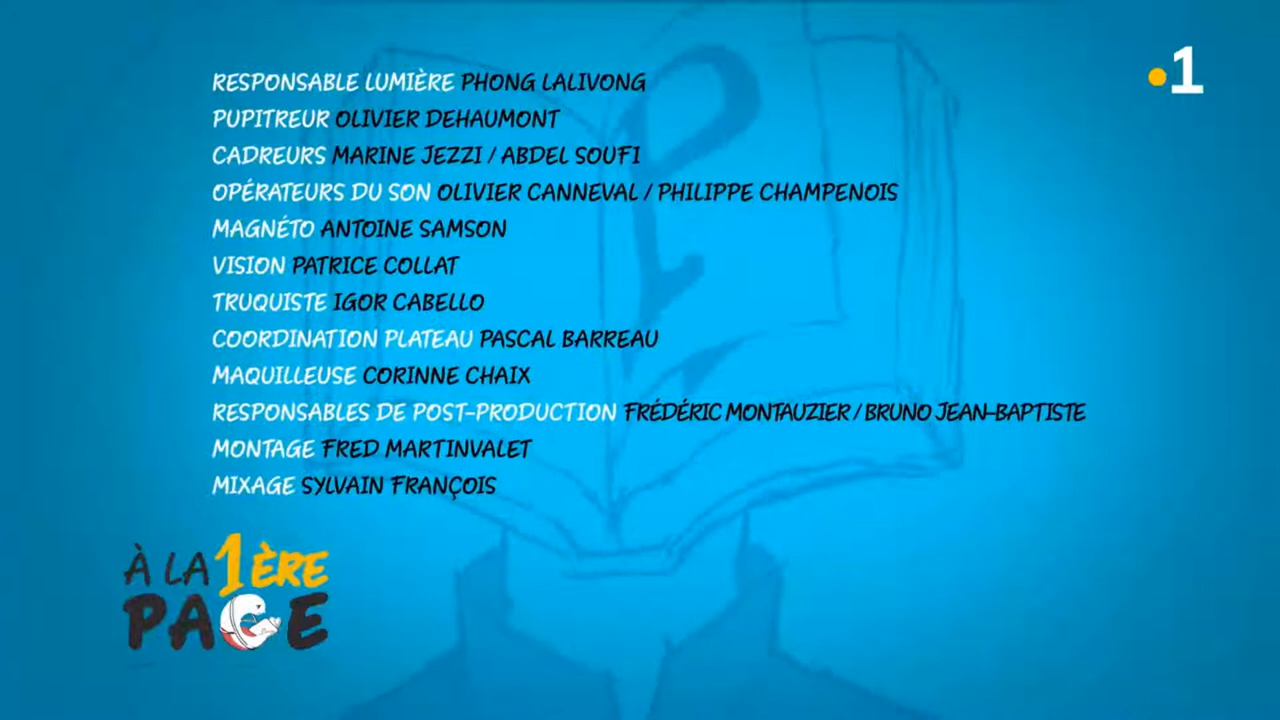 RESPONSABLE LUMIÈRE PHONG LALIVONG
PUPITREUR OLIVIER DEHAUMONT
CADREURS MARINE JEZZI / ABDEL SOUFI
OPÉRATEURS DU SON OLIVIER CANNEVAL / PHILIPPE CHAMPENOIS
MAGNÉTO ANTOINE SAMSON
VISION PATRICE COLLAT
TRUQUISTE IGOR CABELLO
COORDINATION PLATEAU PASCAL BARREAU
MAQUILLEUSE CORINNE CHAIX
RESPONSABLES DE POST-PRODUCTION FRÉDÉRIC MONTAUZIER / BRUNO JEAN-BAPTISTE
MONTAGE FRED MARTINVALET
MIXAGE SYLVAIN FRANÇOIS
À LA 1ÈRE
PAGE
1